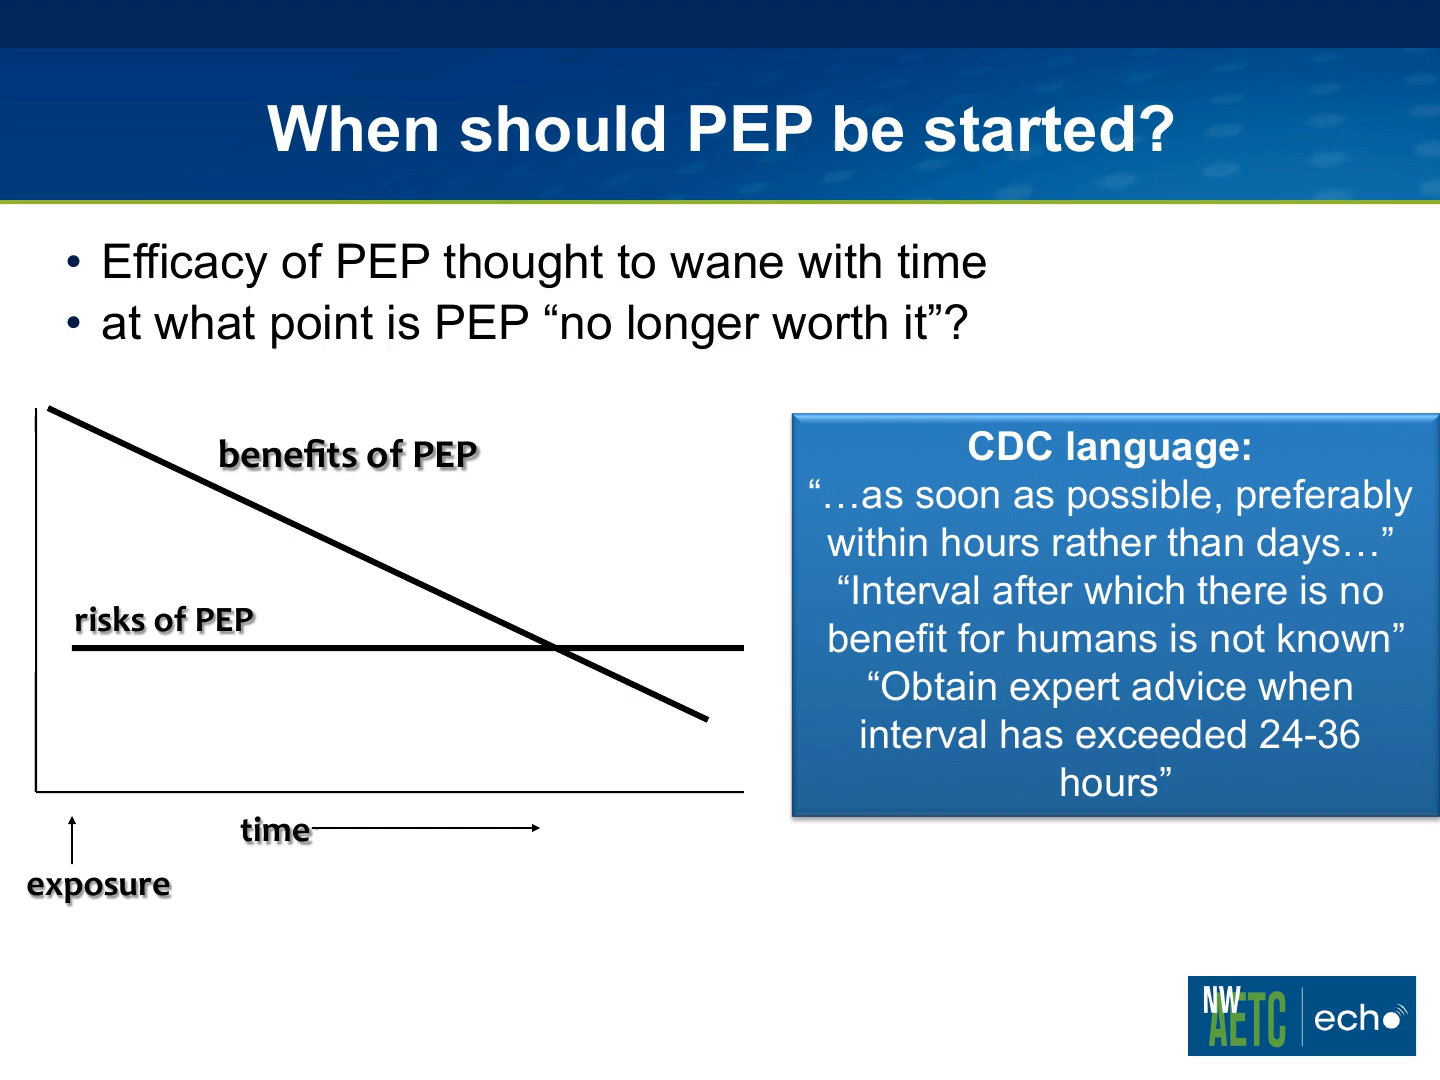 When should PEP be started?
• Efficacy of PEP thought to wane with time
• at what point is PEP “no longer worth it”?
benefits of PEP
risks of PEP
time
exposure
CDC language:
“…as soon as possible, preferably
within hours rather than days…”
“Interval after which there is no
benefit for humans is not known”
“Obtain expert advice when
interval has exceeded 24-36
hours”
NW
AETC
echo